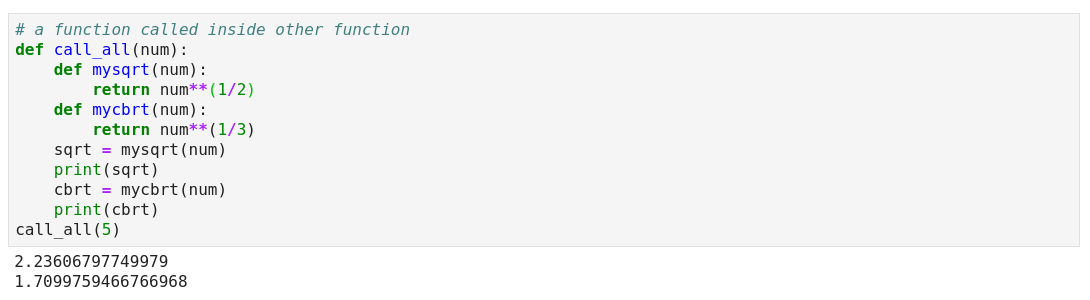 # a function called inside other function
def call_all(num):
    def mysqrt(num):
        return num**(1/2)
    def mycbrt(num):
        return num**(1/3)
    sqrt = mysqrt(num)
    print(sqrt)
    cbrt = mycbrt(num)
    print(cbrt)
call_all(5)
2.23606797749979
1.7099759466766968